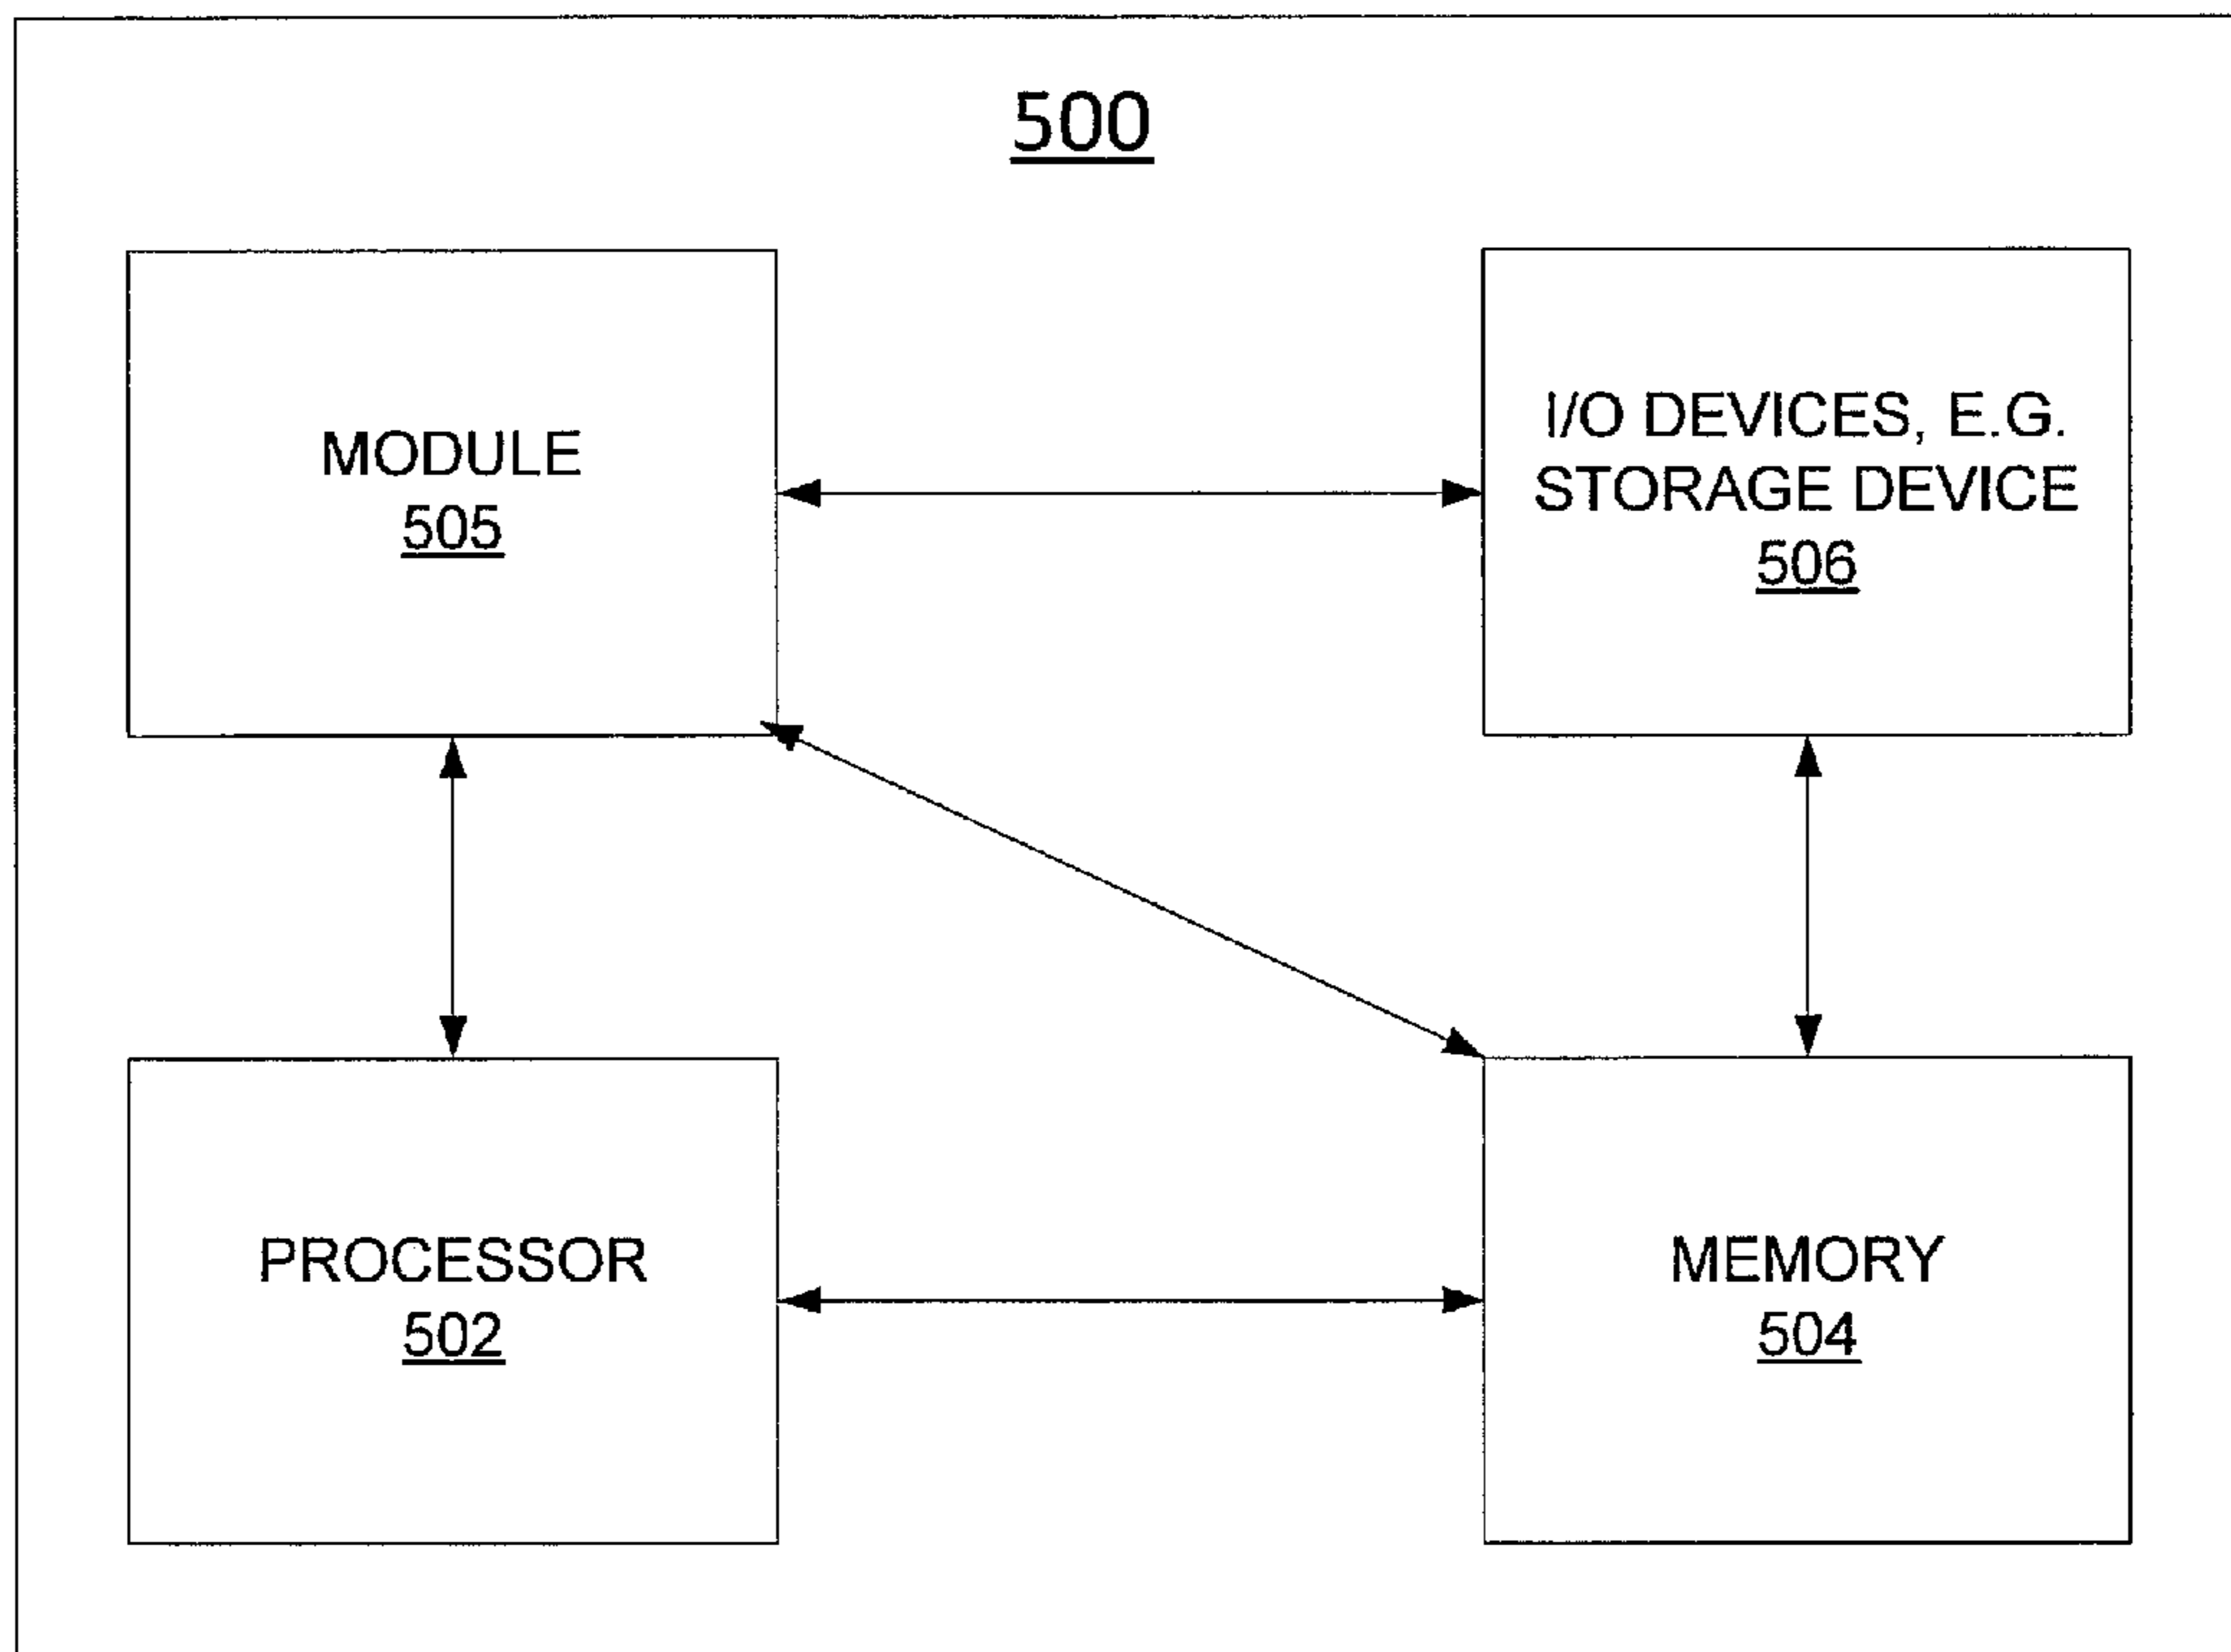 500
MODULE
505
I/O DEVICES, E.G.
STORAGE DEVICE
506
PROCESSOR
502
MEMORY
504